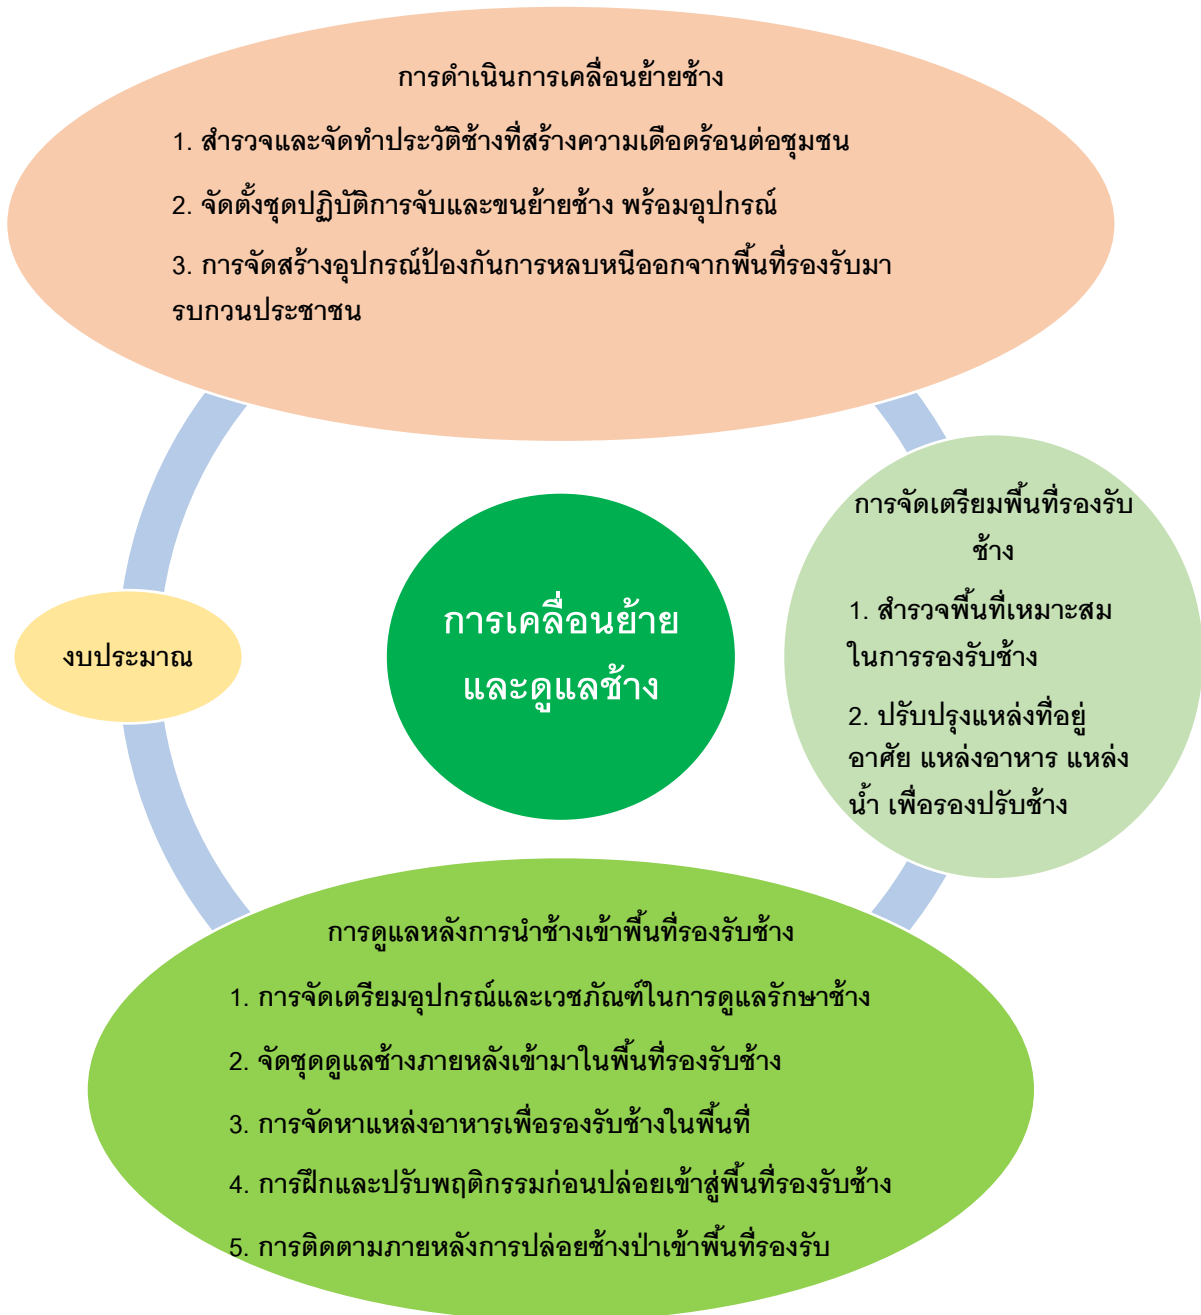 การดำเนินการเคลื่อนย้ายช้าง
1. สำรวจและจัดทำประวัติช้างที่สร้างความเดือดร้อนต่อชุมชน
2. จัดตั้งชุดปฏิบัติการจับและขนย้ายช้าง พร้อมอุปกรณ์
3. การจัดสร้างอุปกรณ์ป้องกันการหลบหนีออกจากพื้นที่รองรับมา
รบกวนประชาชน
การจัดเตรียมพื้นที่รองรับ
ช้าง
1. สำรวจพื้นที่เหมาะสม
ในการรองรับช้าง
2. ปรับปรุงแหล่งที่อยู่
อาศัย แหล่งอาหาร แหล่ง
น้ำ เพื่อรองปรับช้าง
การเคลื่อนย้าย
และดูแลช้าง
งบประมาณ
การดูแลหลังการนำช้างเข้าพื้นที่รองรับช้าง
1. การจัดเตรียมอุปกรณ์และเวชภัณฑ์ในการดูแลรักษาช้าง
2. จัดชุดดูแลช้างภายหลังเข้ามาในพื้นที่รองรับช้าง
3. การจัดหาแหล่งอาหารเพื่อรองรับช้างในพื้นที่
4. การฝึกและปรับพฤติกรรมก่อนปล่อยเข้าสู่พื้นที่รองรับช้าง
5. การติดตามภายหลังการปล่อยช้างป่าเข้าพื้นที่รองรับ